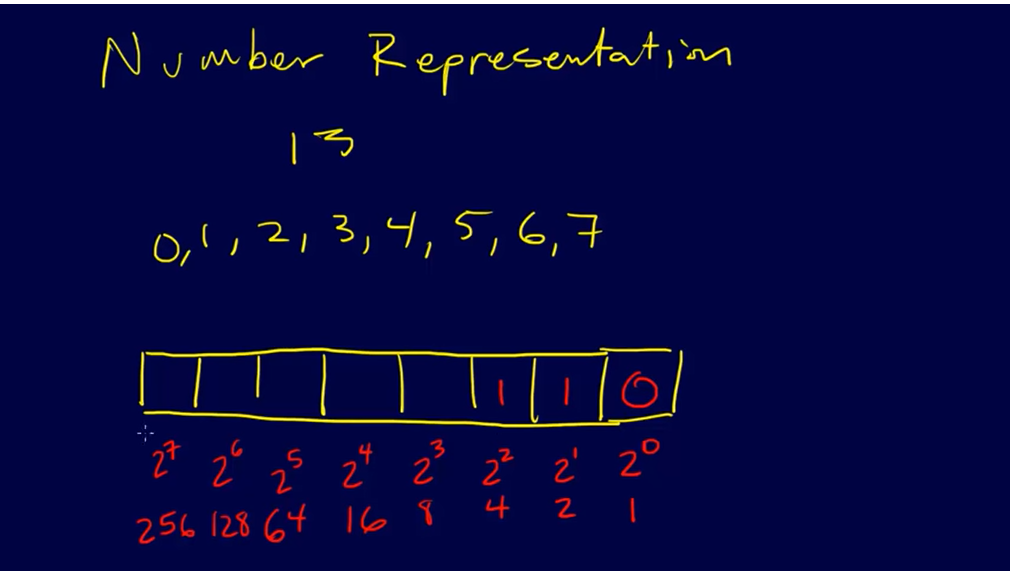 Number Representation
13
0, 1, 2, 3, 4, 5, 6, 7
1 1 0
2⁷ 2⁶ 2⁵ 2⁴ 2³ 2² 2¹ 2⁰
256 128 64 16 8 4 2 1